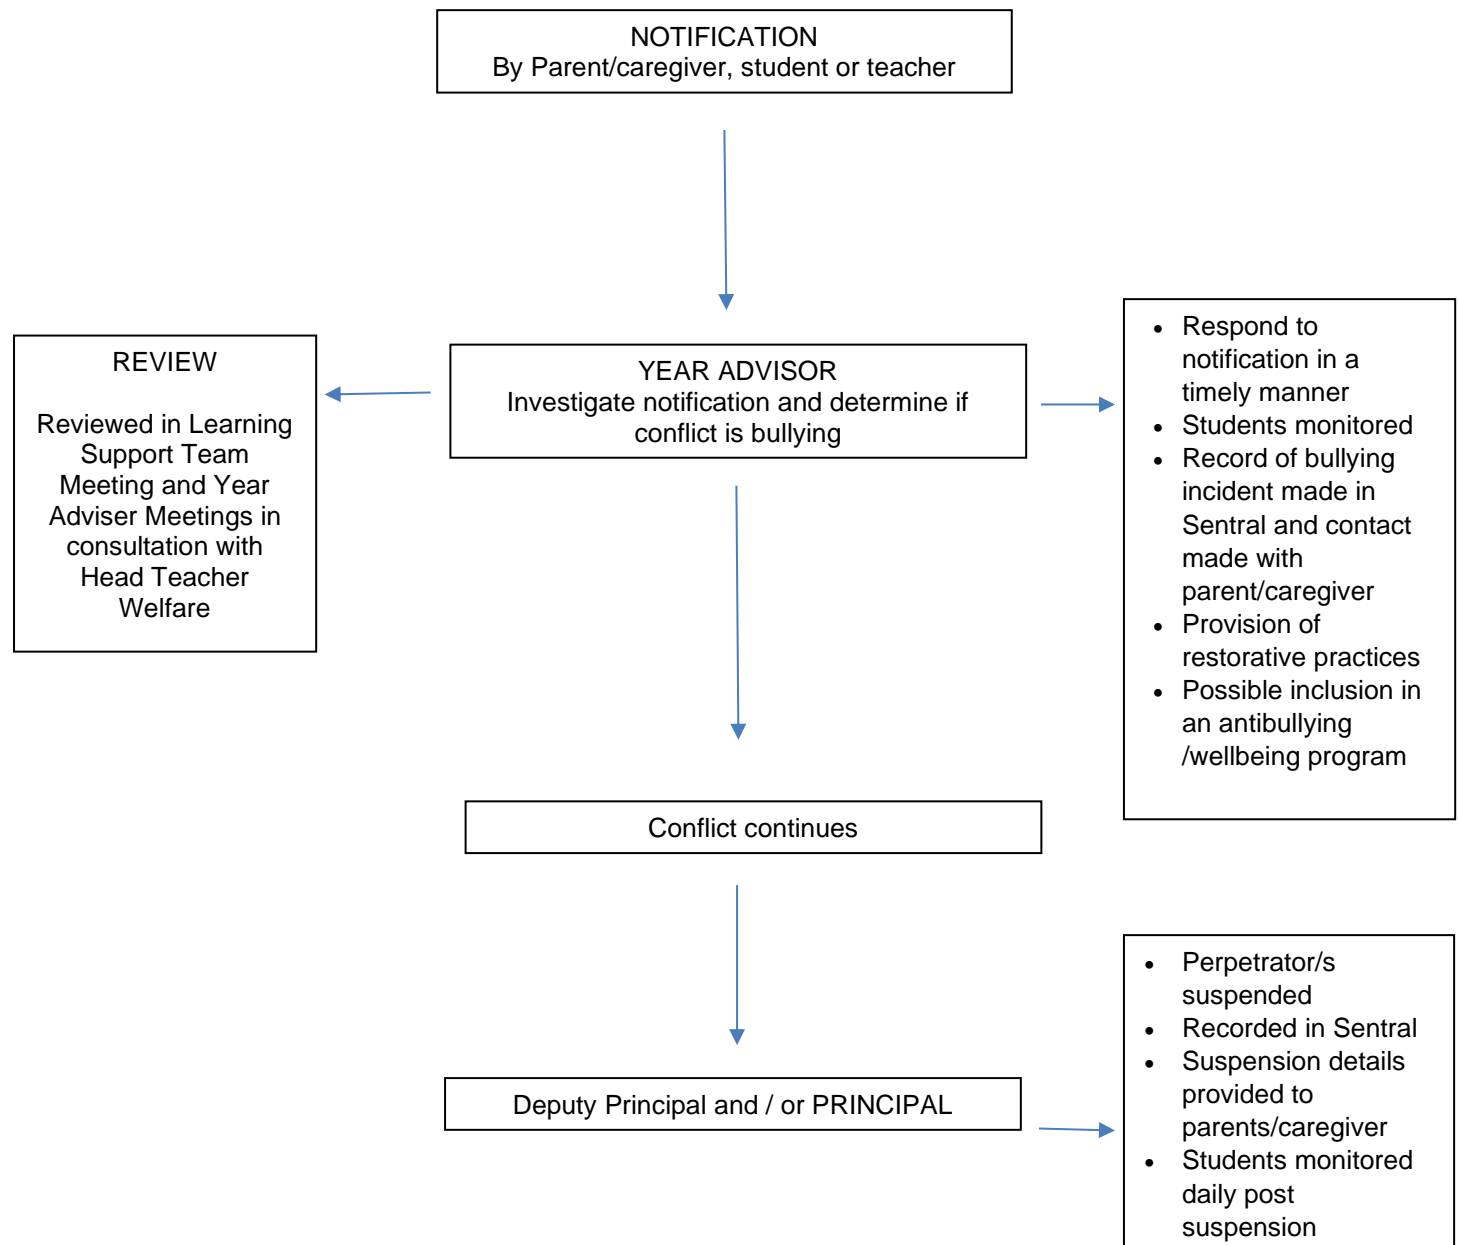 NOTIFICATION
By Parent/caregiver, student or teacher
REVIEW
Reviewed in Learning
Support Team
Meeting and Year
Adviser Meetings in
consultation with
Head Teacher
Welfare
YEAR ADVISOR
Investigate notification and determine if
conflict is bullying
• Respond to
notification in a
timely manner
• Students monitored
• Record of bullying
incident made in
Sentral and contact
made with
parent/caregiver
• Provision of
restorative practices
• Possible inclusion in
an antibullying
/wellbeing program
Conflict continues
Deputy Principal and / or PRINCIPAL
• Perpetrator/s
suspended
• Recorded in Sentral
• Suspension details
provided to
parents/caregiver
• Students monitored
daily post
suspension